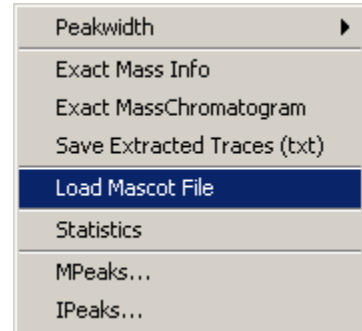 Peakwidth
Exact Mass Info
Exact MassChromatogram
Save Extracted Traces (txt)
Load Mascot File
Statistics
MPeaks...
IPeaks...